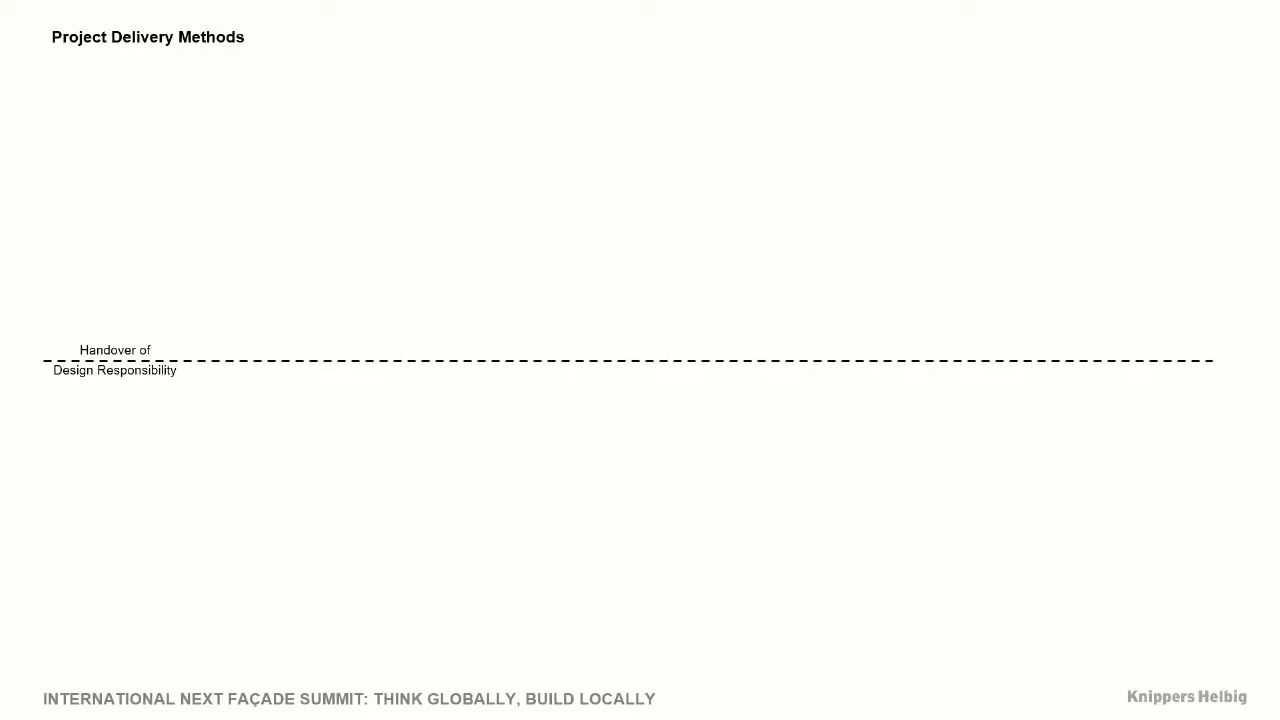 Project Delivery Methods
Handover of
Design Responsibility
INTERNATIONAL NEXT FAÇADE SUMMIT: THINK GLOBALLY, BUILD LOCALLY
Knippers Helbig